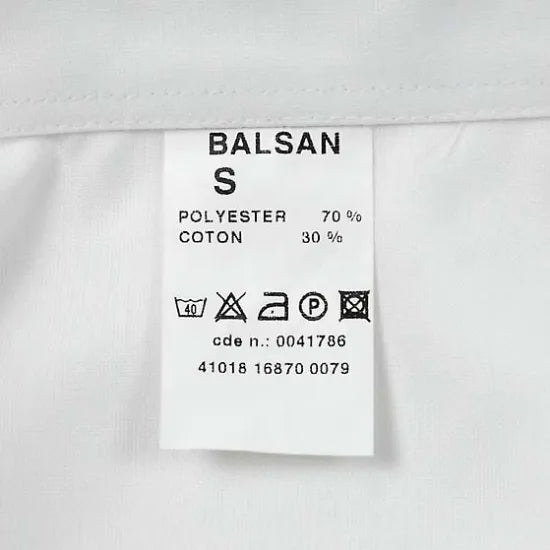 BALSAN
S
POLYESTER 70 %
COTON 30 %
40 P
cde n.: 0041786
41018 16870 0079